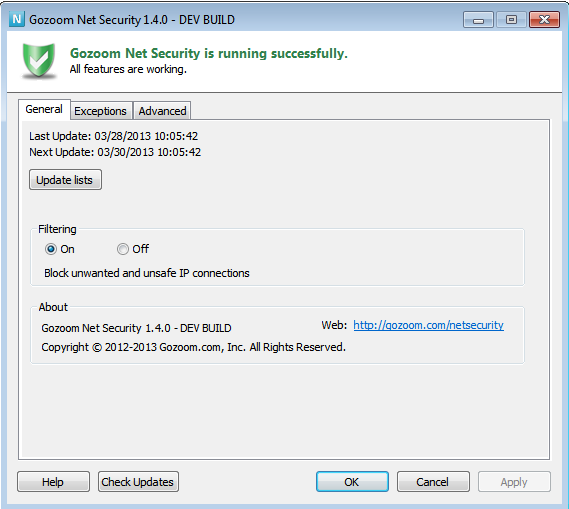 N Gozoom Net Security 1.4.0 - DEV BUILD
Gozoom Net Security is running successfully.
All features are working.
General Exceptions Advanced
Last Update: 03/28/2013 10:05:42
Next Update: 03/30/2013 10:05:42
Update lists
Filtering
On Off
Block unwanted and unsafe IP connections
About
Gozoom Net Security 1.4.0 - DEV BUILD Web: http://gozoom.com/netsecurity
Copyright © 2012-2013 Gozoom.com, Inc. All Rights Reserved.
Help Check Updates OK Cancel Apply